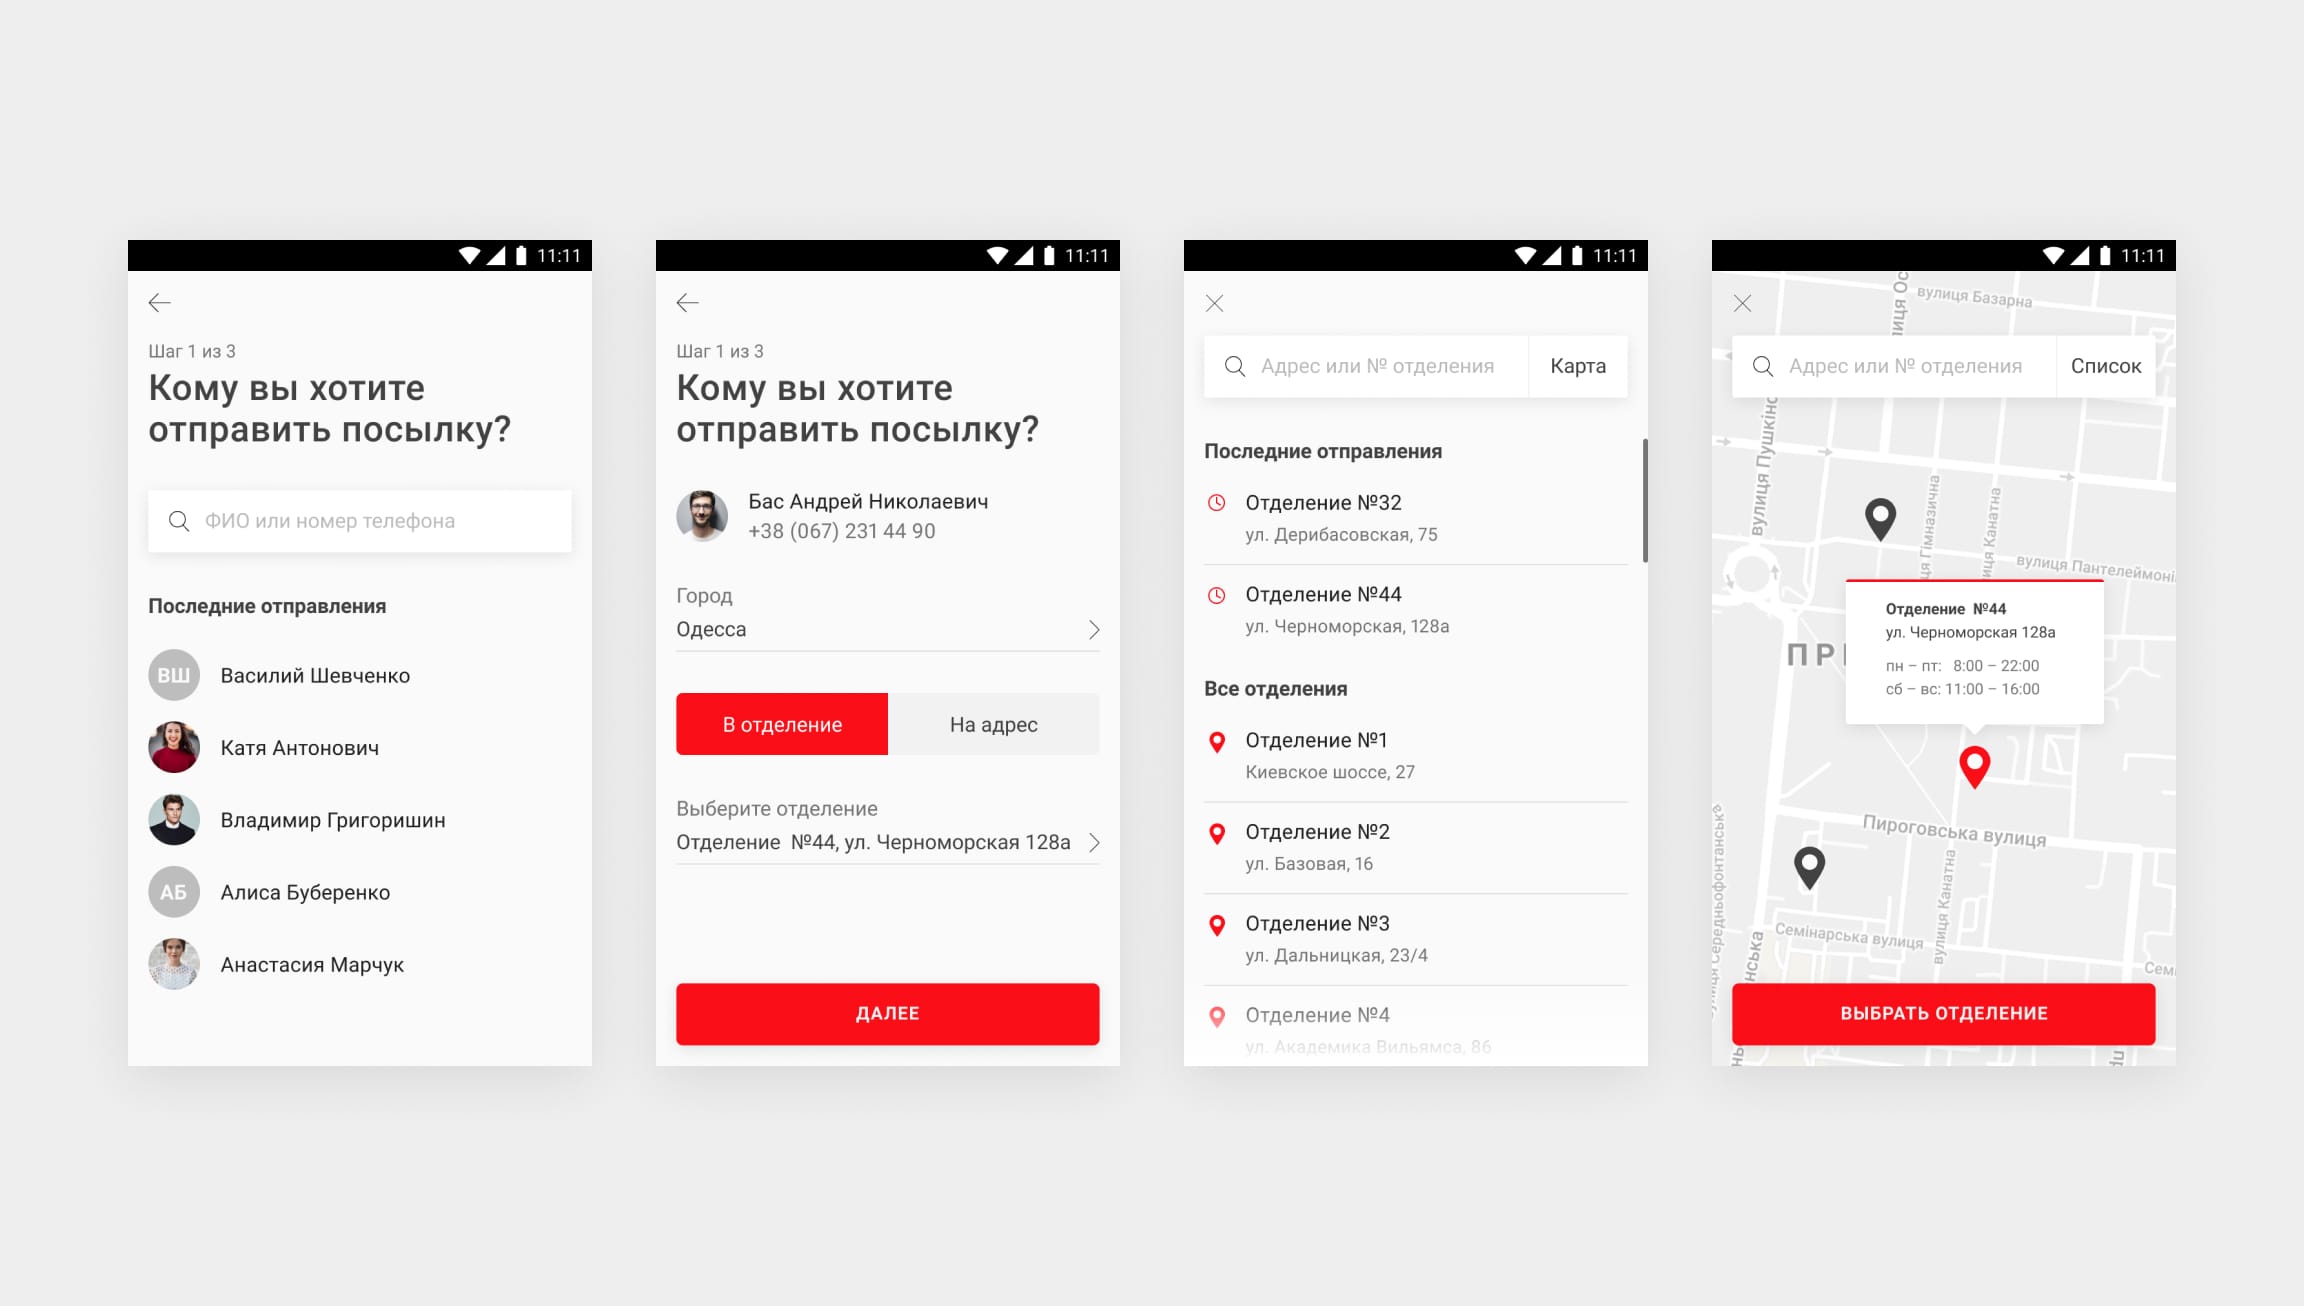 11:11
Шаг 1 из 3
Кому вы хотите
отправить посылку?
ФИО или номер телефона
Последние отправления
ВШ
Василий Шевченко
Катя Антонович
Владимир Григоришин
АБ
Алиса Буберенко
Анастасия Марчук
11:11
Шаг 1 из 3
Кому вы хотите
отправить посылку?
Бас Андрей Николаевич
+38 (067) 231 44 90
Город
Одесса
В отделение
На адрес
Выберите отделение
Отделение №44, ул. Черноморская 128а
ДАЛЕЕ
11:11
Адрес или № отделения
Карта
Последние отправления
Отделение №32
ул. Дерибасовская, 75
Отделение №44
ул. Черноморская, 128а
Все отделения
Отделение №1
Киевское шоссе, 27
Отделение №2
ул. Базовая, 16
Отделение №3
ул. Дальницкая, 23/4
Отделение №4
ул. Академика Вильямса, 86
11:11
вулиця Базарна
Адрес или № отделения
Список
вулиця Пушкінс
ця Гімназична
иця Канатна
вулиця Пантелеймоні
Отделение №44
ул. Черноморская 128а
пн – пт: 8:00 – 22:00
сб – вс: 11:00 – 16:00
ПРИ
Пироговська вулиця
вулиця Канатна
Семінарська вулиця
Семі
ВЫБРАТЬ ОТДЕЛЕНИЕ